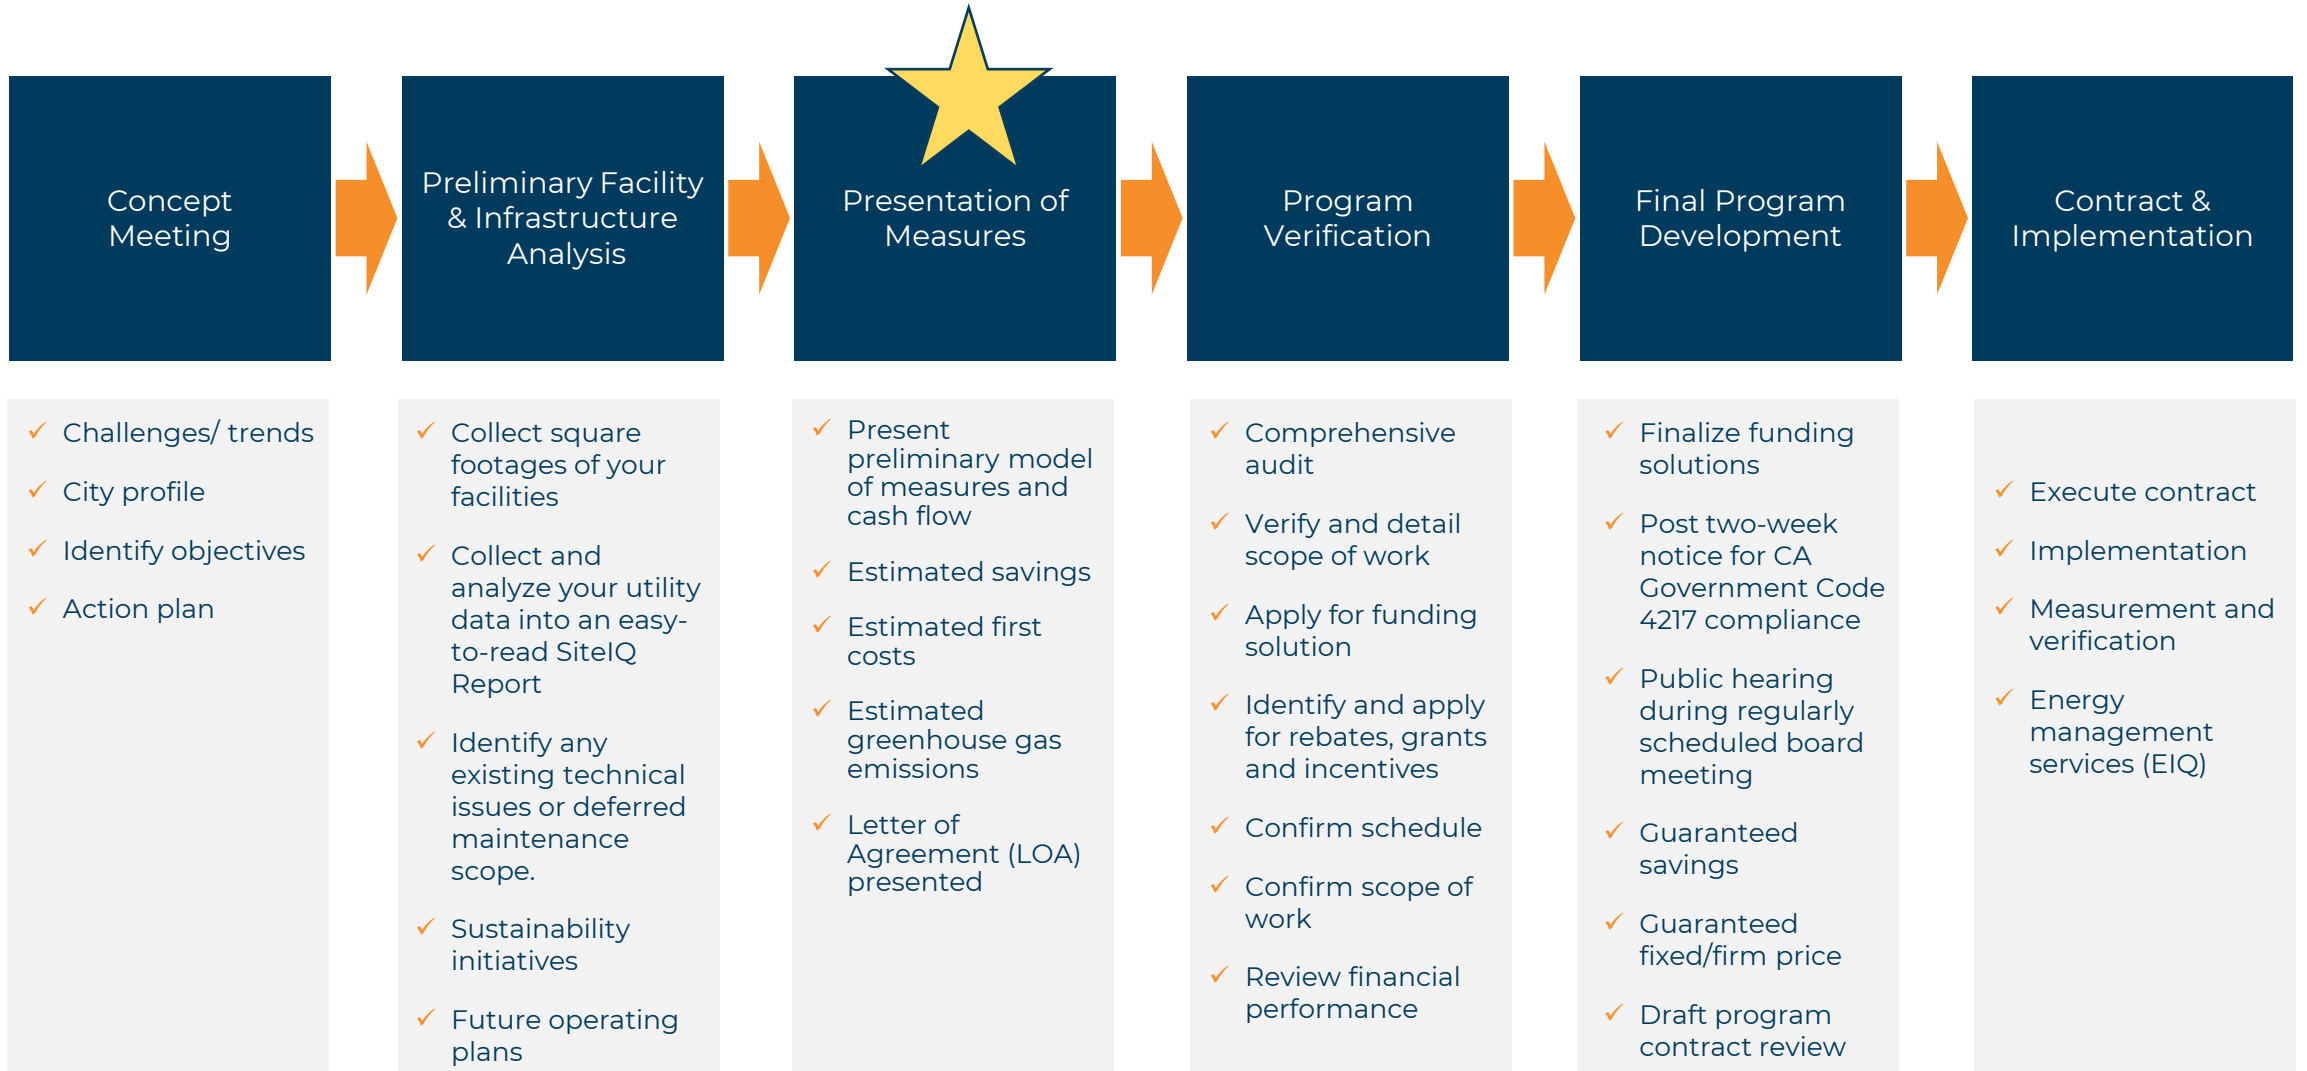 Concept
Meeting
Preliminary Facility
& Infrastructure
Analysis
Presentation of
Measures
Program
Verification
Final Program
Development
Contract &
Implementation
Challenges/ trends
City profile
Identify objectives
Action plan
Collect square
footages of your
facilities
Collect and
analyze your utility
data into an easy-
to-read SiteIQ
Report
Identify any
existing technical
issues or deferred
maintenance
scope.
Sustainability
initiatives
Future operating
plans
Present
preliminary model
of measures and
cash flow
Estimated savings
Estimated first
costs
Estimated
greenhouse gas
emissions
Letter of
Agreement (LOA)
presented
Comprehensive
audit
Verify and detail
scope of work
Apply for funding
solution
Identify and apply
for rebates, grants
and incentives
Confirm schedule
Confirm scope of
work
Review financial
performance
Finalize funding
solutions
Post two-week
notice for CA
Government Code
4217 compliance
Public hearing
during regularly
scheduled board
meeting
Guaranteed
savings
Guaranteed
fixed/firm price
Draft program
contract review
Execute contract
Implementation
Measurement and
verification
Energy
management
services (EIQ)